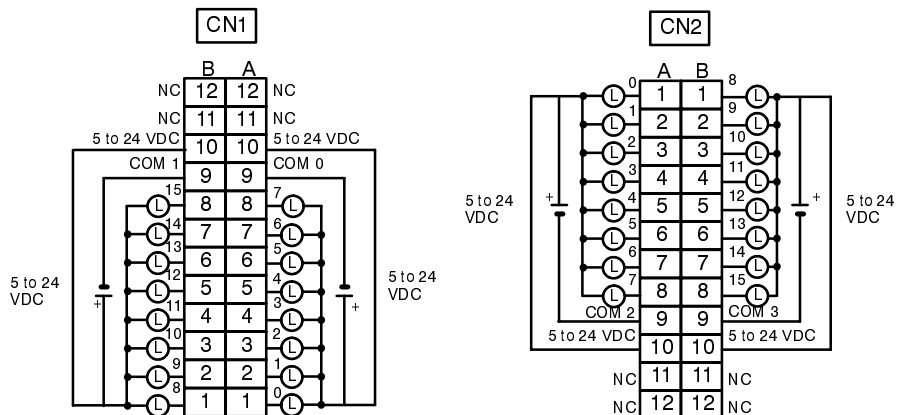 CN1
B A
NC 12 12 NC
NC 11 11 NC
5 to 24 VDC 10 10 5 to 24 VDC
COM 1 9 9 COM 0
15 L 8 8 L 7
14 L 7 7 L 6
13 L 6 6 L 5
12 L 5 5 L 4
11 L 4 4 L 3
10 L 3 3 L 2
9 L 2 2 L 1
8 L 1 1 L 0
5 to 24
VDC
+
5 to 24
VDC
+
CN2
A B
0 L 1 1 L 8
1 L 2 2 L 9
2 L 3 3 L 10
3 L 4 4 L 11
4 L 5 5 L 12
5 L 6 6 L 13
6 L 7 7 L 14
7 L 8 8 L 15
COM 2 9 9 COM 3
5 to 24 VDC 10 10 5 to 24 VDC
NC 11 11 NC
NC 12 12 NC
5 to 24
VDC
+
+
5 to 24
VDC